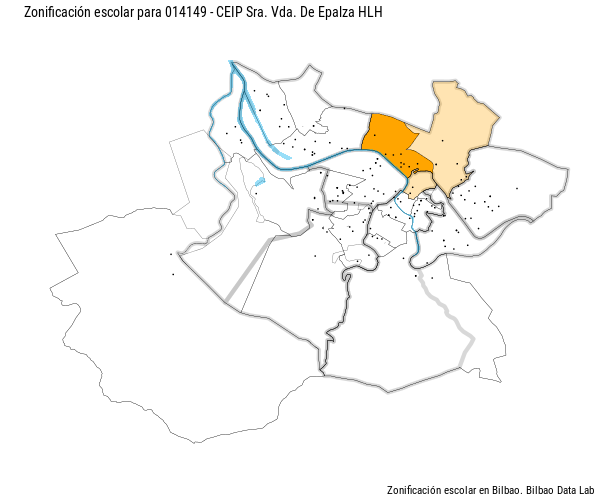 Zonificación escolar para 014149 - CEIP Sra. Vda. De Epalza HLH
Zonificación escolar en Bilbao. Bilbao Data Lab